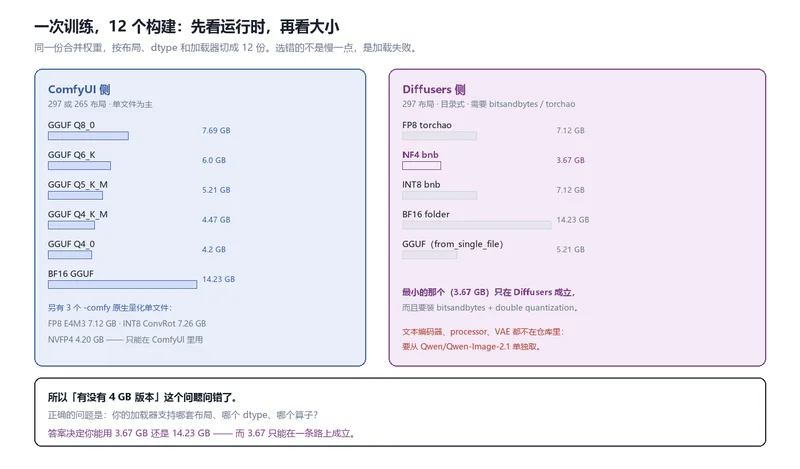 一次训练，12 个构建：先看运行时，再看大小
同一份合并权重，按布局、dtype 和加载器切成 12 份。选错的不是慢一点，是加载失败。
ComfyUI 侧
297 或 265 布局 · 单文件为主
GGUF Q8_0
7.69 GB
GGUF Q6_K
6.0 GB
GGUF Q5_K_M
5.21 GB
GGUF Q4_K_M
4.47 GB
GGUF Q4_0
4.2 GB
BF16 GGUF
14.23 GB
另有 3 个 -comfy 原生量化单文件：
FP8 E4M3 7.12 GB · INT8 ConvRot 7.26 GB
NVFP4 4.20 GB —— 只能在 ComfyUI 里用
Diffusers 侧
297 布局 · 目录式 · 需要 bitsandbytes / torchao
FP8 torchao
7.12 GB
NF4 bnb
3.67 GB
INT8 bnb
7.12 GB
BF16 folder
14.23 GB
GGUF（from_single_file）
5.21 GB
最小的那个（3.67 GB）只在 Diffusers 成立，
而且要装 bitsandbytes + double quantization。
文本编码器、processor、VAE 都不在仓库里：
要从 Qwen/Qwen-Image-2.1 单独取。
所以「有没有 4 GB 版本」这个问题问错了。
正确的问题是：你的加载器支持哪套布局、哪个 dtype、哪个算子？
答案决定你能用 3.67 GB 还是 14.23 GB —— 而 3.67 只能在一条路上成立。